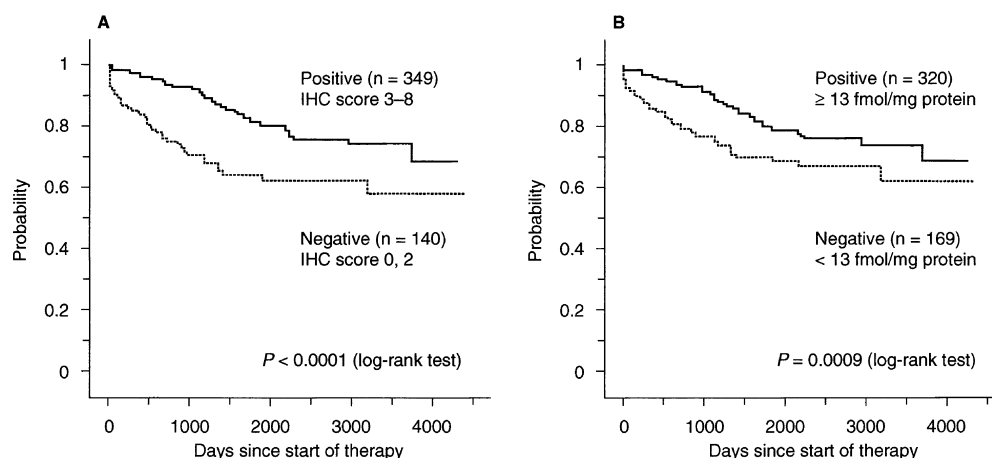 A
Probability
1
0.8
0.6
0.4
0.2
0
Positive (n = 349)
IHC score 3–8
Negative (n = 140)
IHC score 0, 2
P < 0.0001 (log-rank test)
0 1000 2000 3000 4000
Days since start of therapy
B
Probability
1
0.8
0.6
0.4
0.2
0
Positive (n = 320)
≥ 13 fmol/mg protein
Negative (n = 169)
< 13 fmol/mg protein
P = 0.0009 (log-rank test)
0 1000 2000 3000 4000
Days since start of therapy